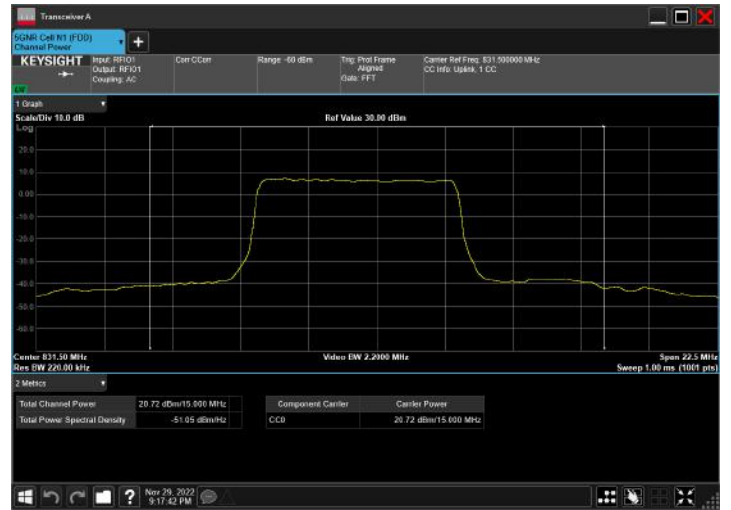 Transceiver A
5GNR Cell N1 (FDD)
Channel Power
KEYSIGHT
Input: RFIO1
Output: RFIO1
Coupling: AC
Corr CCorr
Range: -60 dBm
Trig: Prot Frame
Aligned
Gate: FFT
Carrier Ref Freq: 831.500000 MHz
CC Info: Uplink, 1 CC
1 Graph
Scale/Div 10.0 dB
Ref Value 30.00 dBm
Log
20.0
10.0
0.00
-10.0
-20.0
-30.0
-40.0
-50.0
-60.0
Center 831.50 MHz
Video BW 2.2000 MHz
Span 22.5 MHz
Res BW 220.00 kHz
Sweep 1.00 ms (1001 pts)
2 Metrics
Total Channel Power 20.72 dBm/15.000 MHz
Total Power Spectral Density -51.05 dBm/Hz
Component Carrier Carrier Power
CC0 20.72 dBm/15.000 MHz
Nov 29, 2022
9:17:42 PM